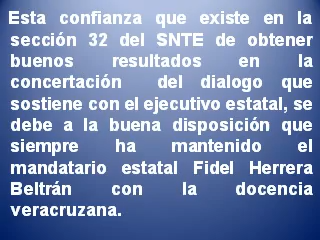 Esta confianza que existe en la
sección 32 del SNTE de obtener
buenos resultados en la
concertación del dialogo que
sostiene con el ejecutivo estatal, se
debe a la buena disposición que
siempre ha mantenido el
mandatario estatal Fidel Herrera
Beltrán con la docencia
veracruzana.